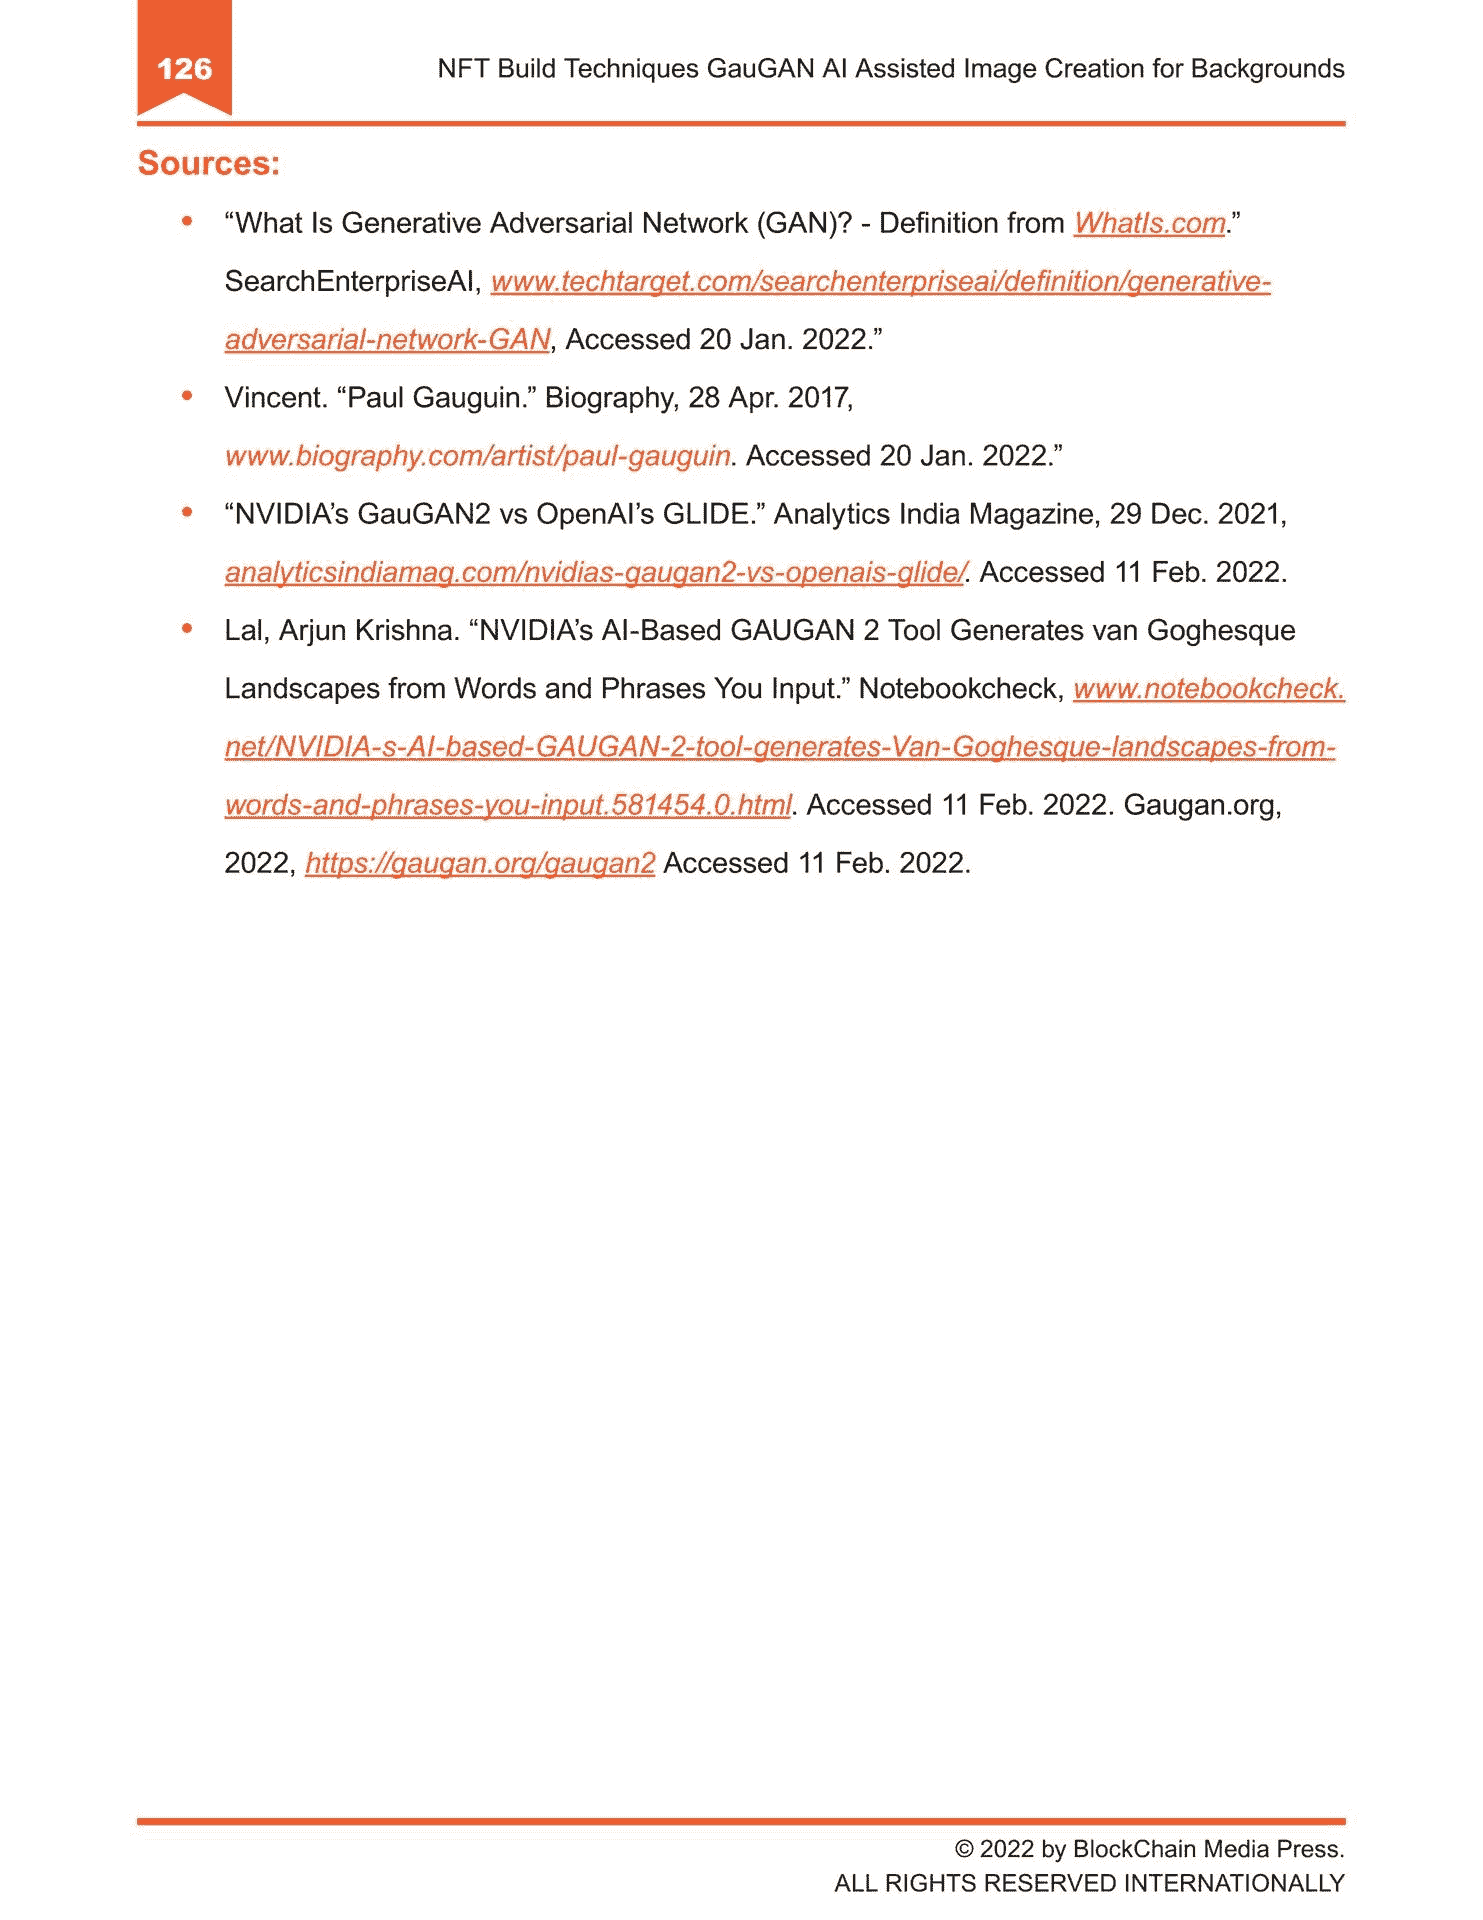 126
NFT Build Techniques GauGAN AI Assisted Image Creation for Backgrounds
Sources:
• “What Is Generative Adversarial Network (GAN)? - Definition from WhatIs.com.”
SearchEnterpriseAI, www.techtarget.com/searchenterpriseai/definition/generative-
adversarial-network-GAN, Accessed 20 Jan. 2022.”
• Vincent. “Paul Gauguin.” Biography, 28 Apr. 2017,
www.biography.com/artist/paul-gauguin. Accessed 20 Jan. 2022.”
• “NVIDIA’s GauGAN2 vs OpenAI’s GLIDE.” Analytics India Magazine, 29 Dec. 2021,
analyticsindiamag.com/nvidias-gaugan2-vs-openais-glide/. Accessed 11 Feb. 2022.
• Lal, Arjun Krishna. “NVIDIA’s AI-Based GAUGAN 2 Tool Generates van Goghesque
Landscapes from Words and Phrases You Input.” Notebookcheck, www.notebookcheck.
net/NVIDIA-s-AI-based-GAUGAN-2-tool-generates-Van-Goghesque-landscapes-from-
words-and-phrases-you-input.581454.0.html. Accessed 11 Feb. 2022. Gaugan.org,
2022, https://gaugan.org/gaugan2 Accessed 11 Feb. 2022.
© 2022 by BlockChain Media Press.
ALL RIGHTS RESERVED INTERNATIONALLY